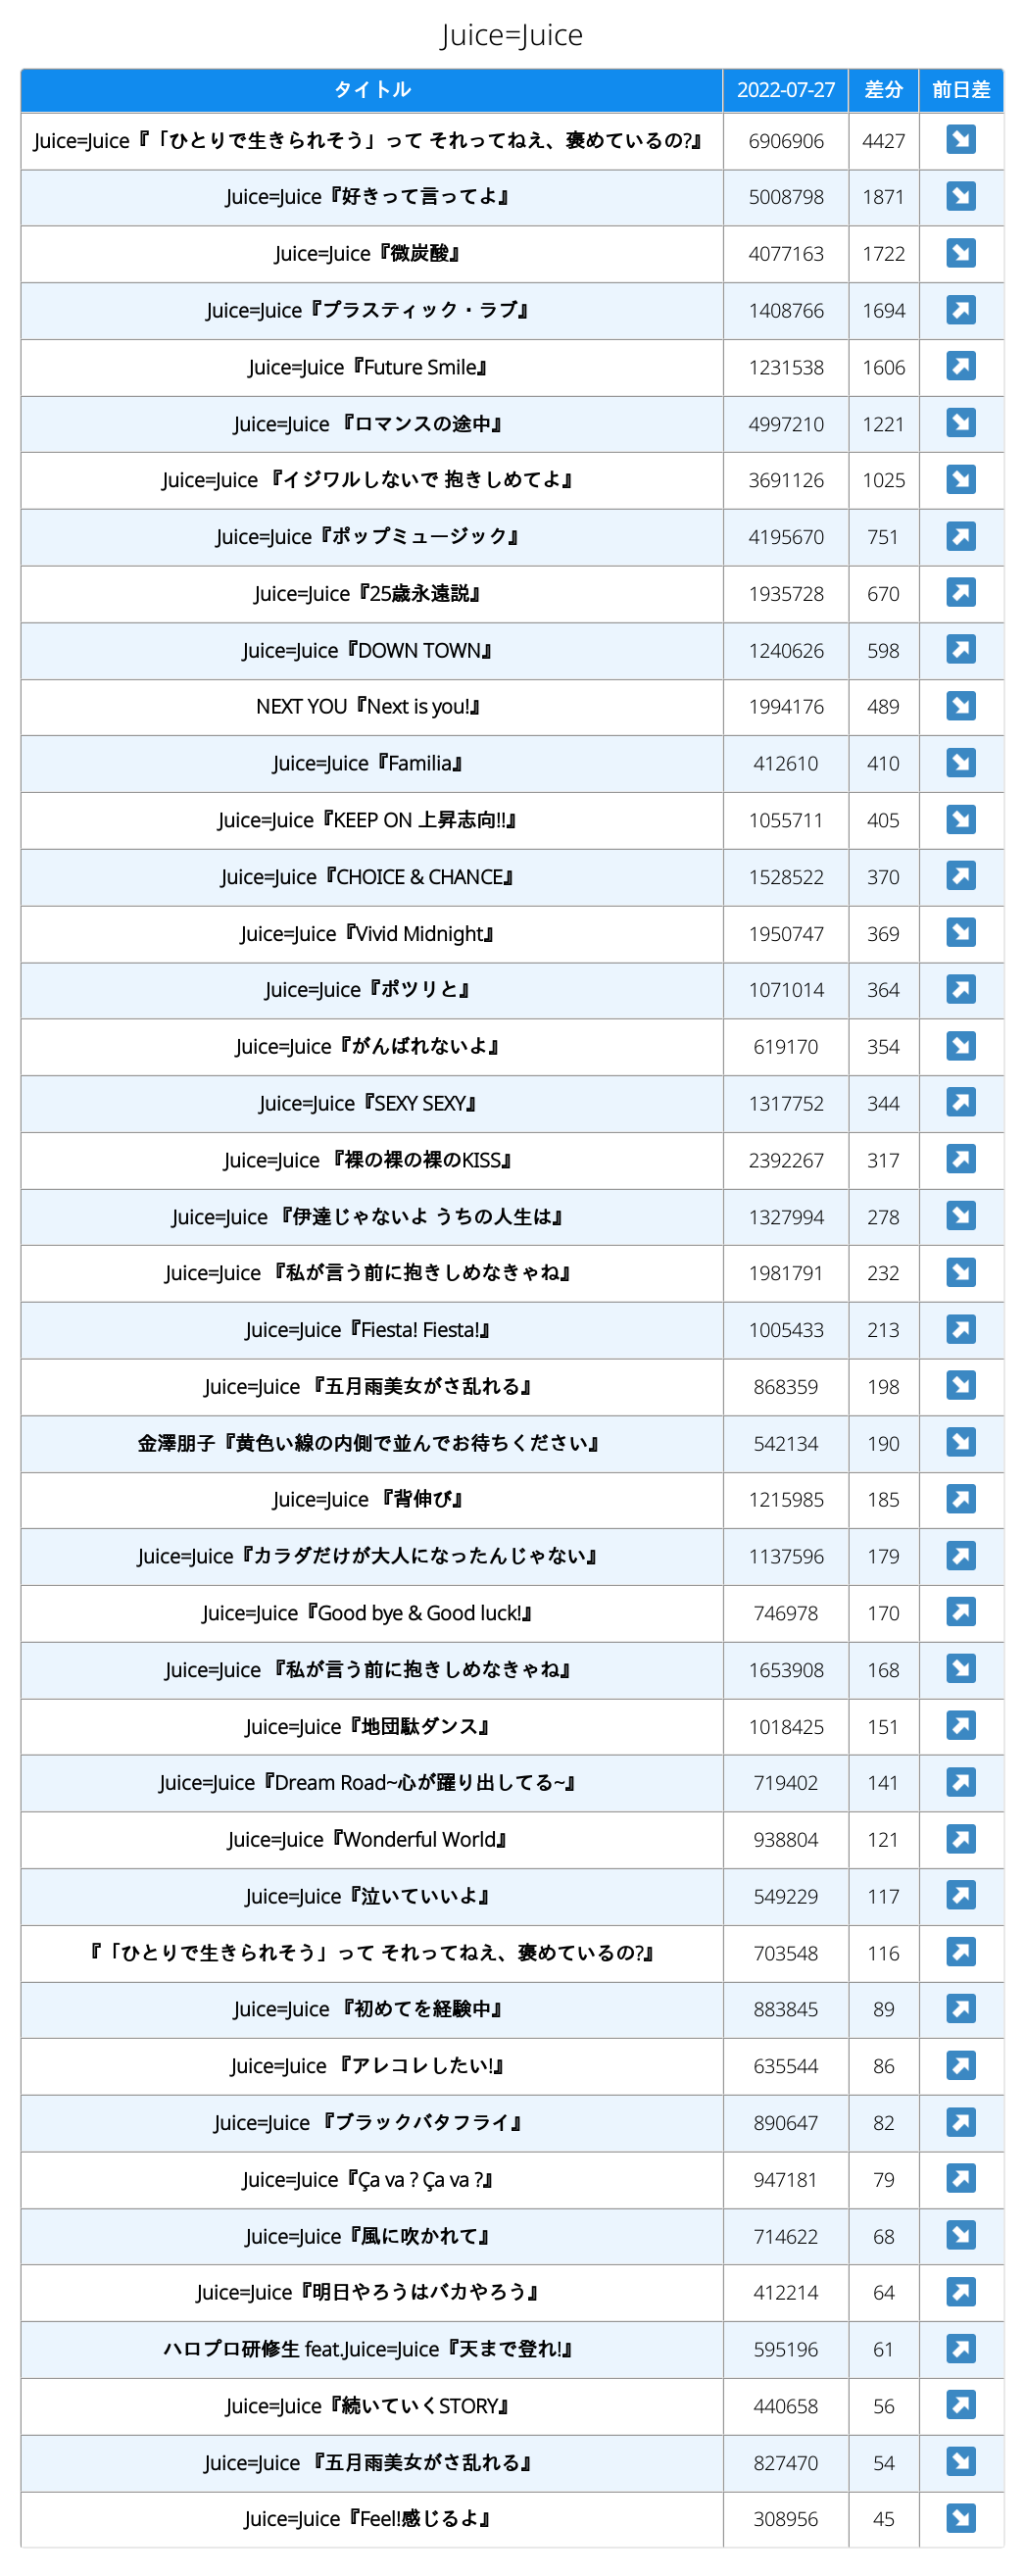 Juice=Juice
タイトル 2022-07-27 差分 前日差
Juice=Juice『「ひとりで生きられそう」って それってねえ、褒めているの?』 6906906 4427 ↘
Juice=Juice『好きって言ってよ』 5008798 1871 ↘
Juice=Juice『微炭酸』 4077163 1722 ↘
Juice=Juice『プラスティック・ラブ』 1408766 1694 ↗
Juice=Juice『Future Smile』 1231538 1606 ↗
Juice=Juice 『ロマンスの途中』 4997210 1221 ↘
Juice=Juice 『イジワルしないで 抱きしめてよ』 3691126 1025 ↘
Juice=Juice『ポップミュージック』 4195670 751 ↗
Juice=Juice『25歳永遠説』 1935728 670 ↗
Juice=Juice『DOWN TOWN』 1240626 598 ↗
NEXT YOU『Next is you!』 1994176 489 ↘
Juice=Juice『Familia』 412610 410 ↘
Juice=Juice『KEEP ON 上昇志向!!』 1055711 405 ↘
Juice=Juice『CHOICE & CHANCE』 1528522 370 ↗
Juice=Juice『Vivid Midnight』 1950747 369 ↘
Juice=Juice『ポツリと』 1071014 364 ↗
Juice=Juice『がんばれないよ』 619170 354 ↘
Juice=Juice『SEXY SEXY』 1317752 344 ↗
Juice=Juice 『裸の裸の裸のKISS』 2392267 317 ↗
Juice=Juice 『伊達じゃないよ うちの人生は』 1327994 278 ↘
Juice=Juice 『私が言う前に抱きしめなきゃね』 1981791 232 ↘
Juice=Juice『Fiesta! Fiesta!』 1005433 213 ↗
Juice=Juice 『五月雨美女がさ乱れる』 868359 198 ↘
金澤朋子『黄色い線の内側で並んでお待ちください』 542134 190 ↘
Juice=Juice 『背伸び』 1215985 185 ↗
Juice=Juice『カラダだけが大人になったんじゃない』 1137596 179 ↗
Juice=Juice『Good bye & Good luck!』 746978 170 ↗
Juice=Juice 『私が言う前に抱きしめなきゃね』 1653908 168 ↘
Juice=Juice『地団駄ダンス』 1018425 151 ↗
Juice=Juice『Dream Road~心が躍り出してる~』 719402 141 ↗
Juice=Juice『Wonderful World』 938804 121 ↗
Juice=Juice『泣いていいよ』 549229 117 ↗
『「ひとりで生きられそう」って それってねえ、褒めているの?』 703548 116 ↗
Juice=Juice 『初めてを経験中』 883845 89 ↗
Juice=Juice 『アレコレしたい!』 635544 86 ↗
Juice=Juice 『ブラックバタフライ』 890647 82 ↗
Juice=Juice『Ça va ? Ça va ?』 947181 79 ↗
Juice=Juice『風に吹かれて』 714622 68 ↘
Juice=Juice『明日やろうはバカやろう』 412214 64 ↗
ハロプロ研修生 feat.Juice=Juice『天まで登れ!』 595196 61 ↗
Juice=Juice『続いていくSTORY』 440658 56 ↗
Juice=Juice 『五月雨美女がさ乱れる』 827470 54 ↘
Juice=Juice『Feel!感じるよ』 308956 45 ↘